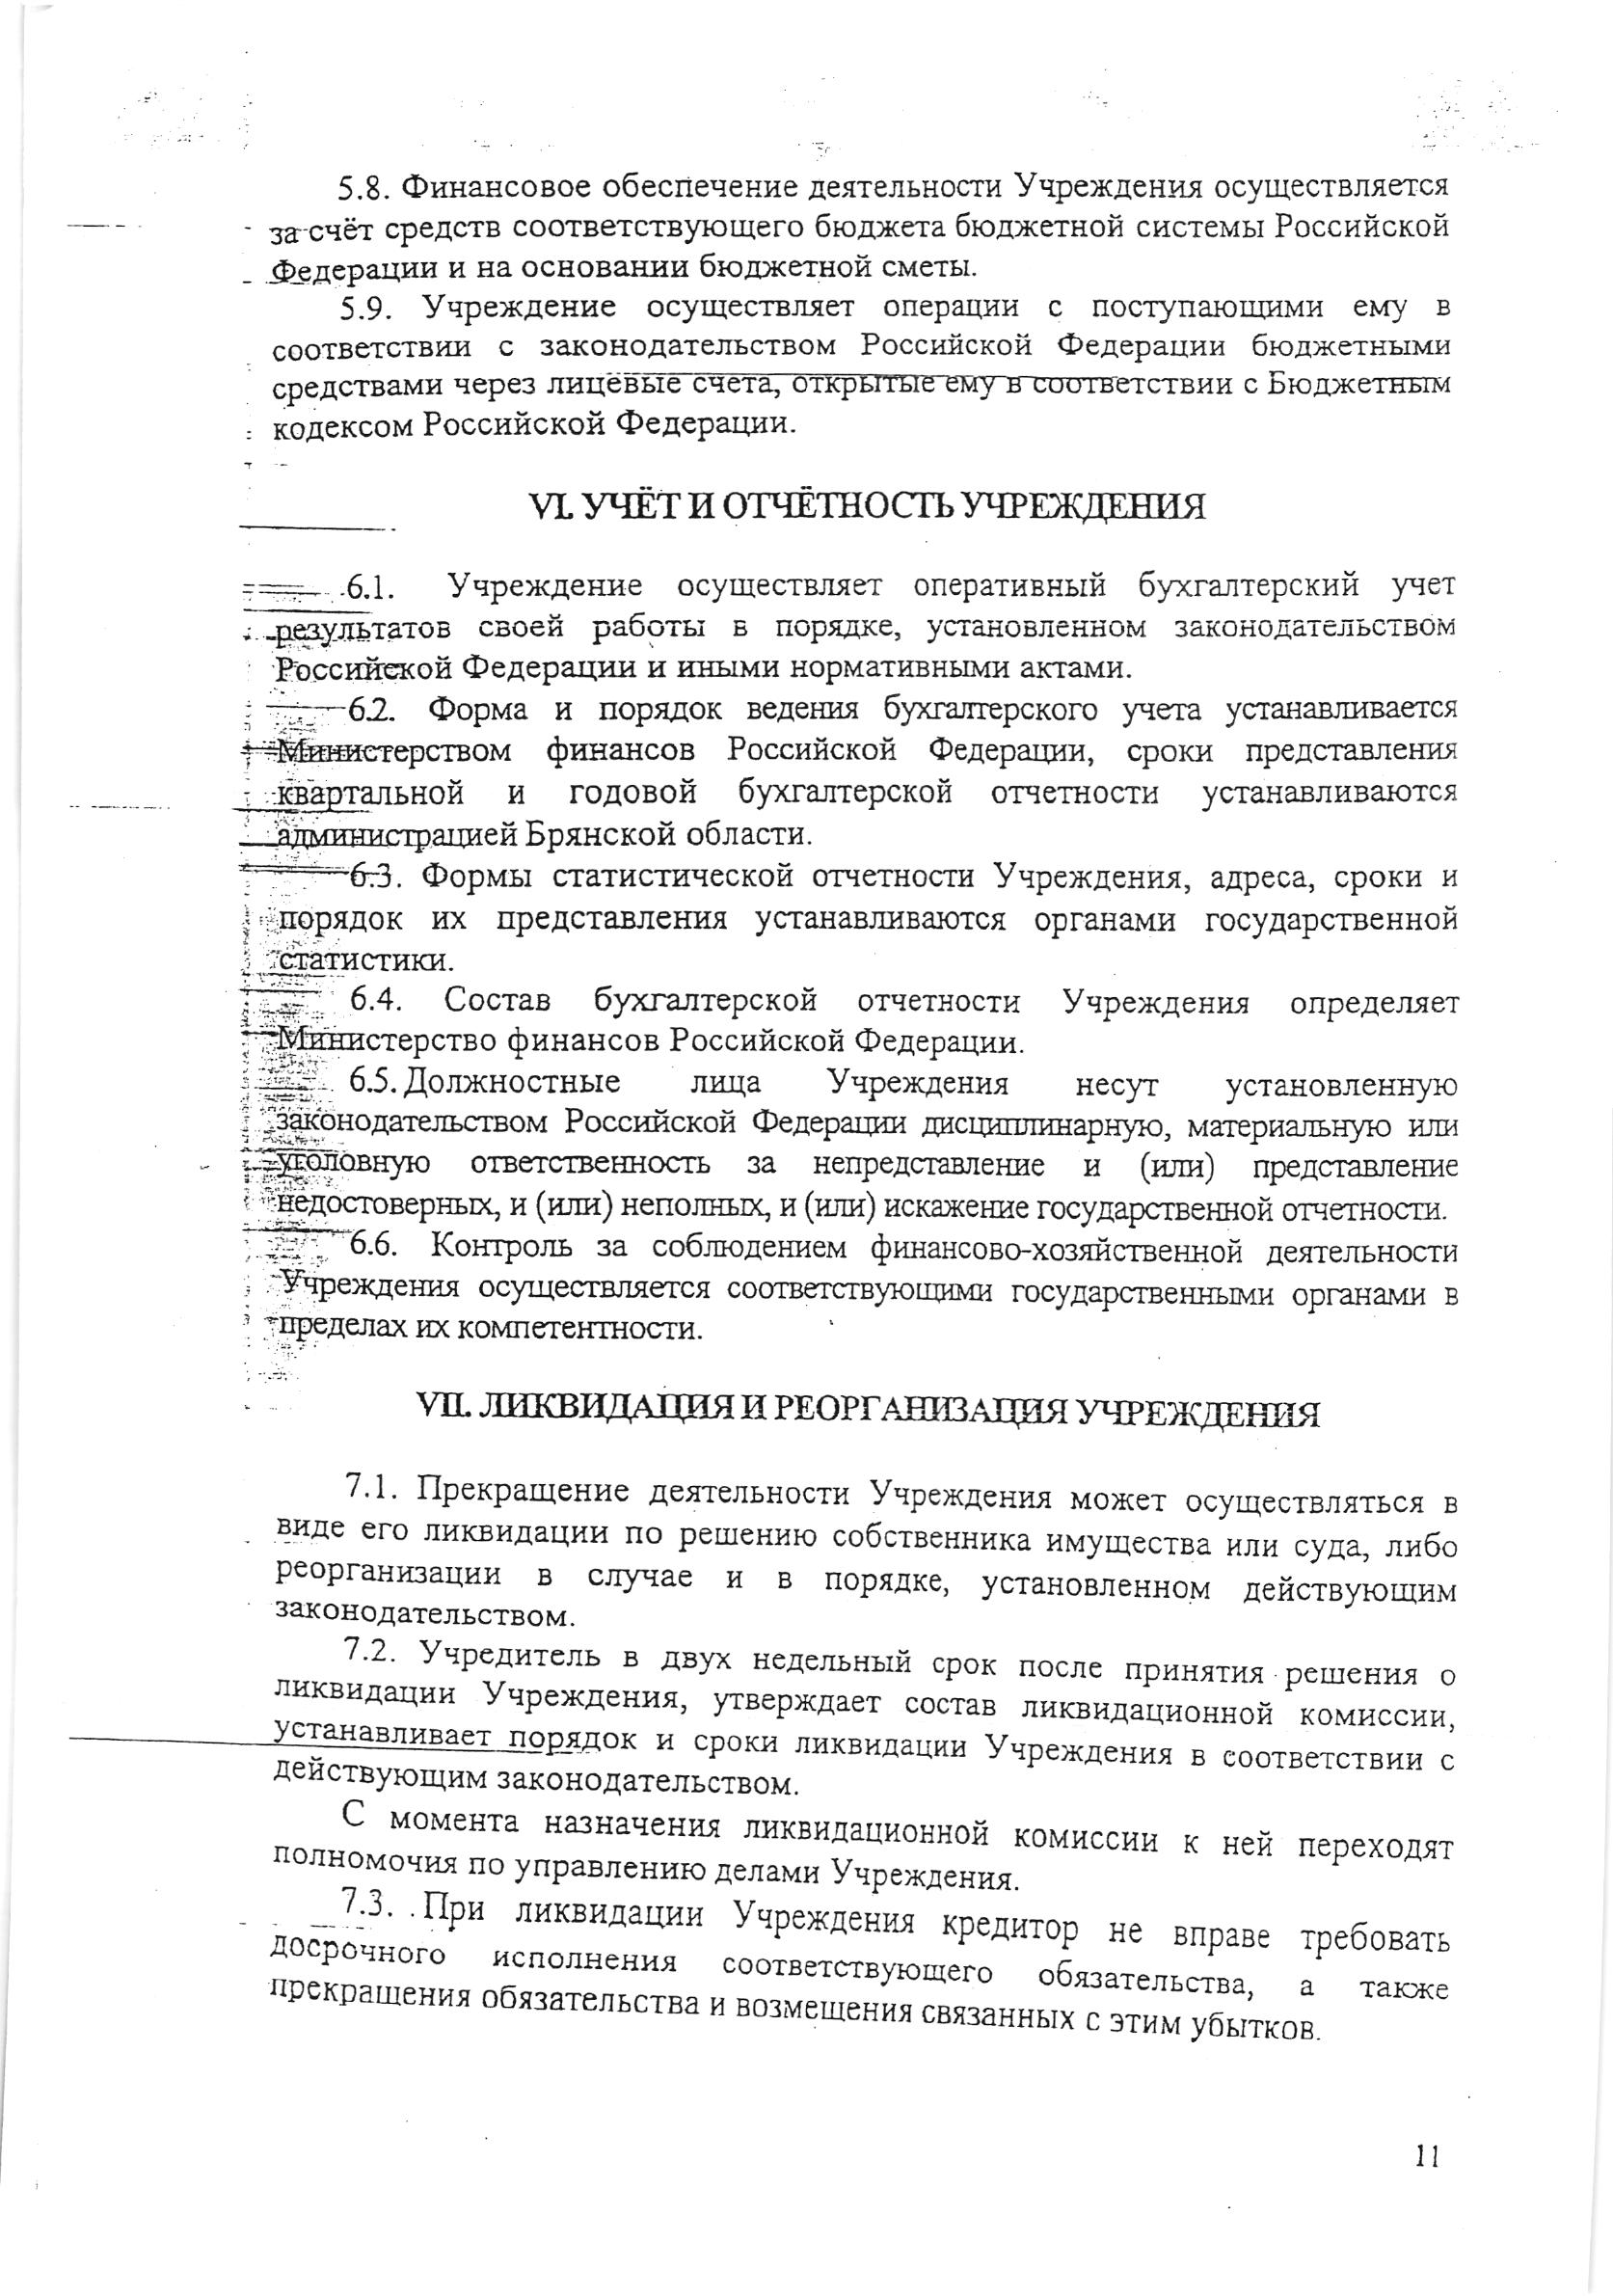 5.8. Финансовое обеспечение деятельности Учреждения осуществляется
за счёт средств соответствующего бюджета бюджетной системы Российской
Федерации и на основании бюджетной сметы.
5.9. Учреждение осуществляет операции с поступающими ему в
соответствии с законодательством Российской Федерации бюджетными
средствами через лицевые счета, открытые ему в соответствии с Бюджетным
кодексом Российской Федерации.
VI. УЧЁТ И ОТЧЁТНОСТЬ УЧРЕЖДЕНИЯ
6.1. Учреждение осуществляет оперативный бухгалтерский учет
результатов своей работы в порядке, установленном законодательством
Российской Федерации и иными нормативными актами.
6.2. Форма и порядок ведения бухгалтерского учета устанавливается
Министерством финансов Российской Федерации, сроки представления
квартальной и годовой бухгалтерской отчетности устанавливаются
администрацией Брянской области.
6.3. Формы статистической отчетности Учреждения, адреса, сроки и
порядок их представления устанавливаются органами государственной
статистики.
6.4. Состав бухгалтерской отчетности Учреждения определяет
Министерство финансов Российской Федерации.
6.5. Должностные лица Учреждения несут установленную
законодательством Российской Федерации дисциплинарную, материальную или
уголовную ответственность за непредставление и (или) представление
недостоверных, и (или) неполных, и (или) искажение государственной отчетности.
6.6. Контроль за соблюдением финансово-хозяйственной деятельности
Учреждения осуществляется соответствующими государственными органами в
пределах их компетентности.
VII. ЛИКВИДАЦИЯ И РЕОРГАНИЗАЦИЯ УЧРЕЖДЕНИЯ
7.1. Прекращение деятельности Учреждения может осуществляться в
виде его ликвидации по решению собственника имущества или суда, либо
реорганизации в случае и в порядке, установленном действующим
законодательством.
7.2. Учредитель в двух недельный срок после принятия решения о
ликвидации Учреждения, утверждает состав ликвидационной комиссии,
устанавливает порядок и сроки ликвидации Учреждения в соответствии с
действующим законодательством.
С момента назначения ликвидационной комиссии к ней переходят
полномочия по управлению делами Учреждения.
7.3. При ликвидации Учреждения кредитор не вправе требовать
досрочного исполнения соответствующего обязательства, а также
прекращения обязательства и возмещения связанных с этим убытков.
11